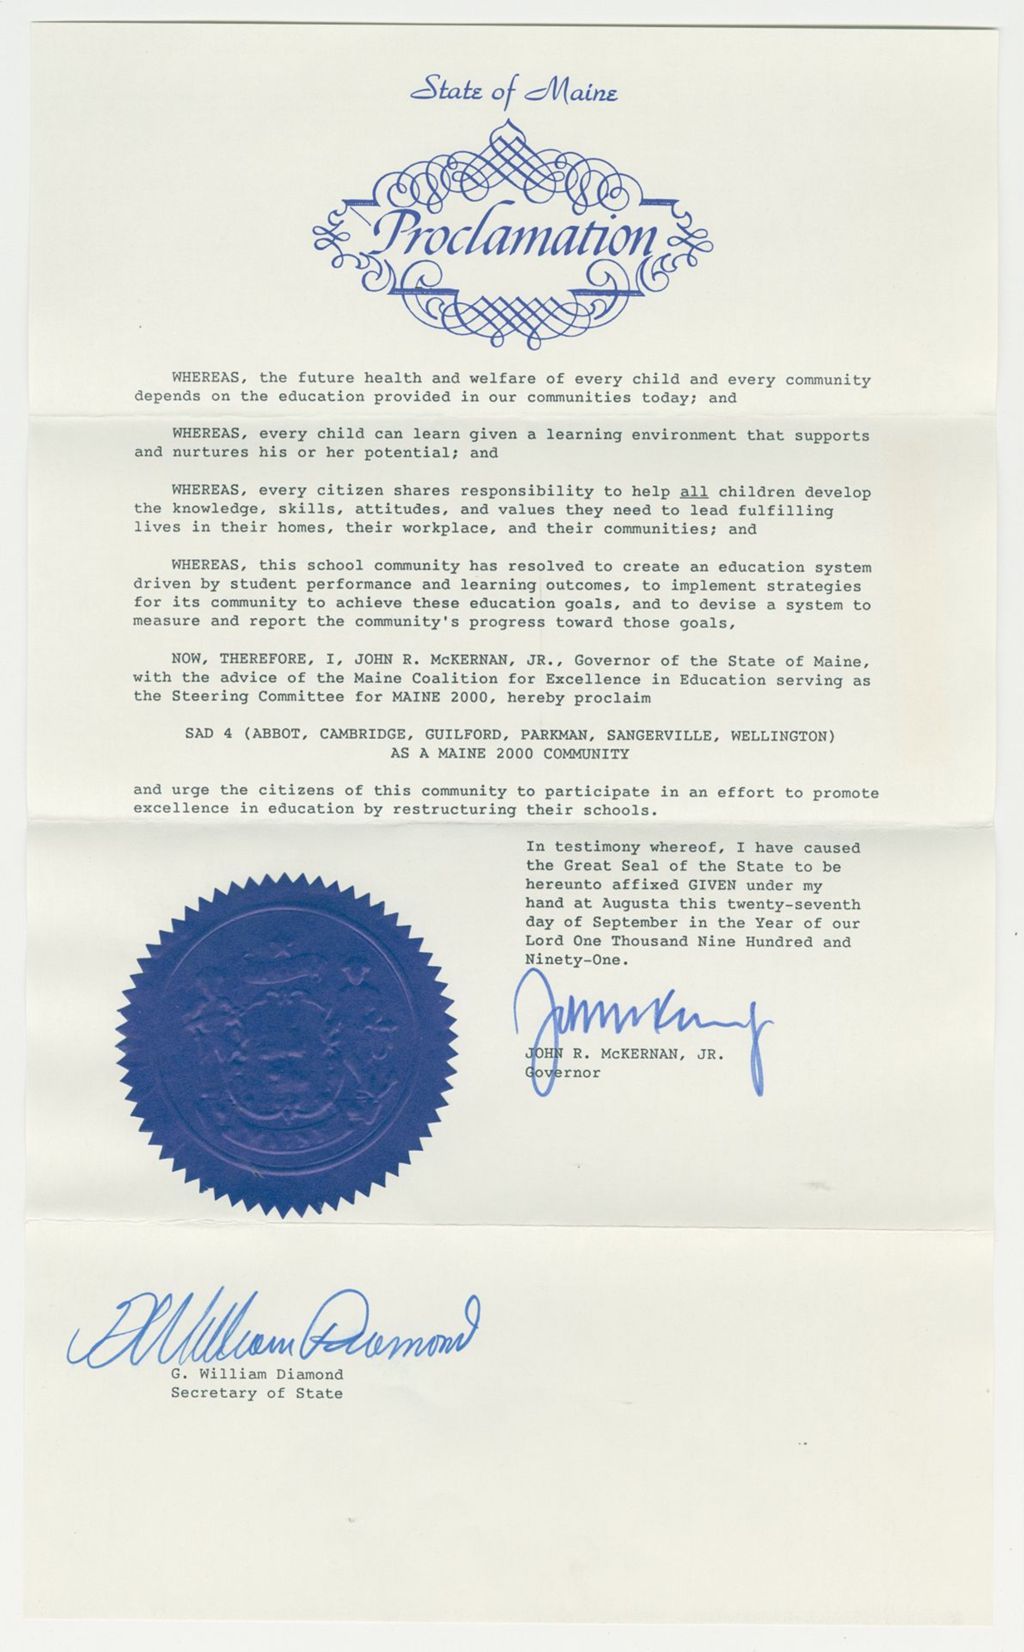 State of Maine
Proclamation
WHEREAS, the future health and welfare of every child and every community
depends on the education provided in our communities today; and
WHEREAS, every child can learn given a learning environment that supports
and nurtures his or her potential; and
WHEREAS, every citizen shares responsibility to help all children develop
the knowledge, skills, attitudes, and values they need to lead fulfilling
lives in their homes, their workplace, and their communities; and
WHEREAS, this school community has resolved to create an education system
driven by student performance and learning outcomes, to implement strategies
for its community to achieve these education goals, and to devise a system to
measure and report the community's progress toward those goals,
NOW, THEREFORE, I, JOHN R. McKERNAN, JR., Governor of the State of Maine,
with the advice of the Maine Coalition for Excellence in Education serving as
the Steering Committee for MAINE 2000, hereby proclaim
SAD 4 (ABBOT, CAMBRIDGE, GUILFORD, PARKMAN, SANGERVILLE, WELLINGTON)
AS A MAINE 2000 COMMUNITY
and urge the citizens of this community to participate in an effort to promote
excellence in education by restructuring their schools.
In testimony whereof, I have caused
the Great Seal of the State to be
hereunto affixed GIVEN under my
hand at Augusta this twenty-seventh
day of September in the Year of our
Lord One Thousand Nine Hundred and
Ninety-One.
JOHN R. McKERNAN, JR.
Governor
G William Diamond
G. William Diamond
Secretary of State